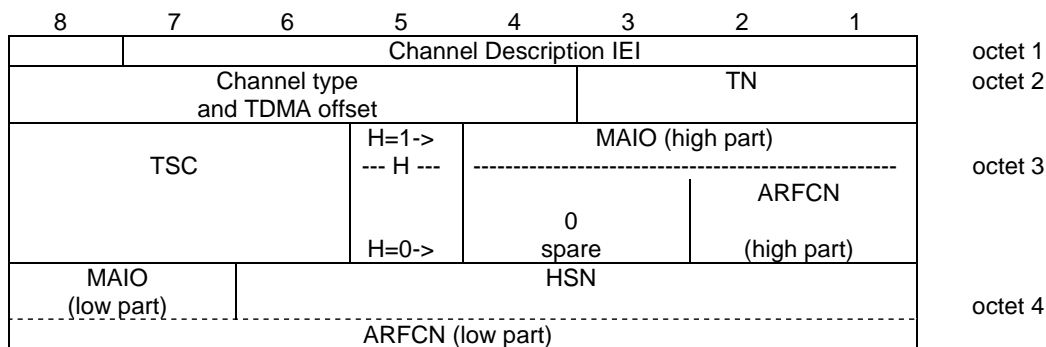 8 7 6 5 4 3 2 1
Channel Description IEI octet 1
Channel type TN octet 2
and TDMA offset
H=1-> MAIO (high part)
TSC --- H --- ---------------------------------------------------- octet 3
ARFCN
0
H=0-> spare (high part)
MAIO HSN
(low part) octet 4
ARFCN (low part)